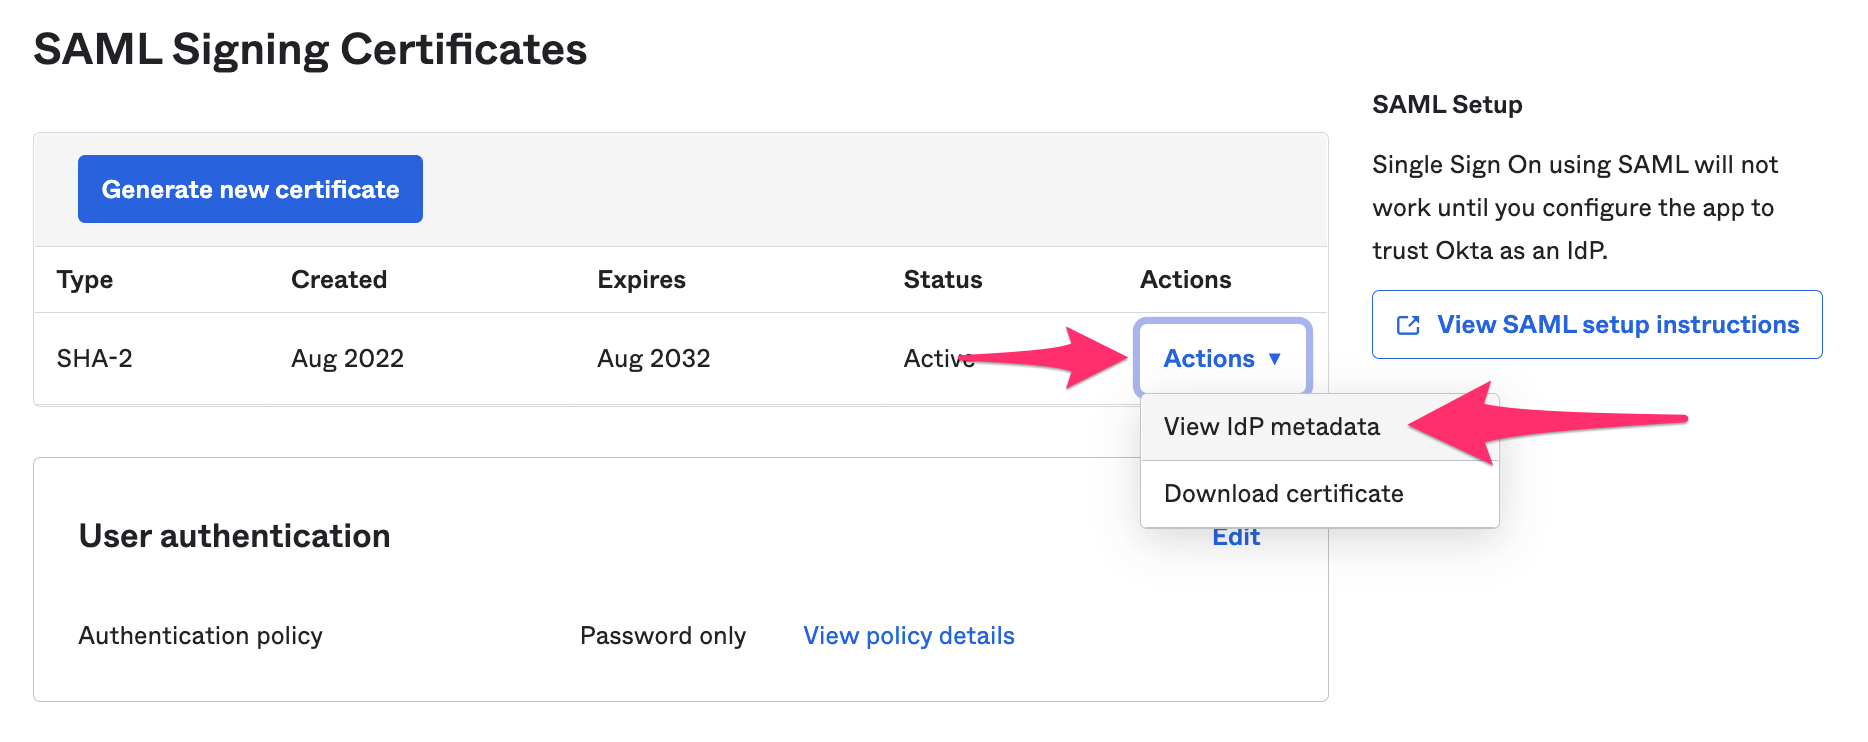 SAML Signing Certificates
Generate new certificate
Type Created Expires Status Actions
SHA-2 Aug 2022 Aug 2032 Active Actions ▼
View IdP metadata
Download certificate
User authentication Edit
Authentication policy Password only View policy details
SAML Setup
Single Sign On using SAML will not
work until you configure the app to
trust Okta as an IdP.
View SAML setup instructions